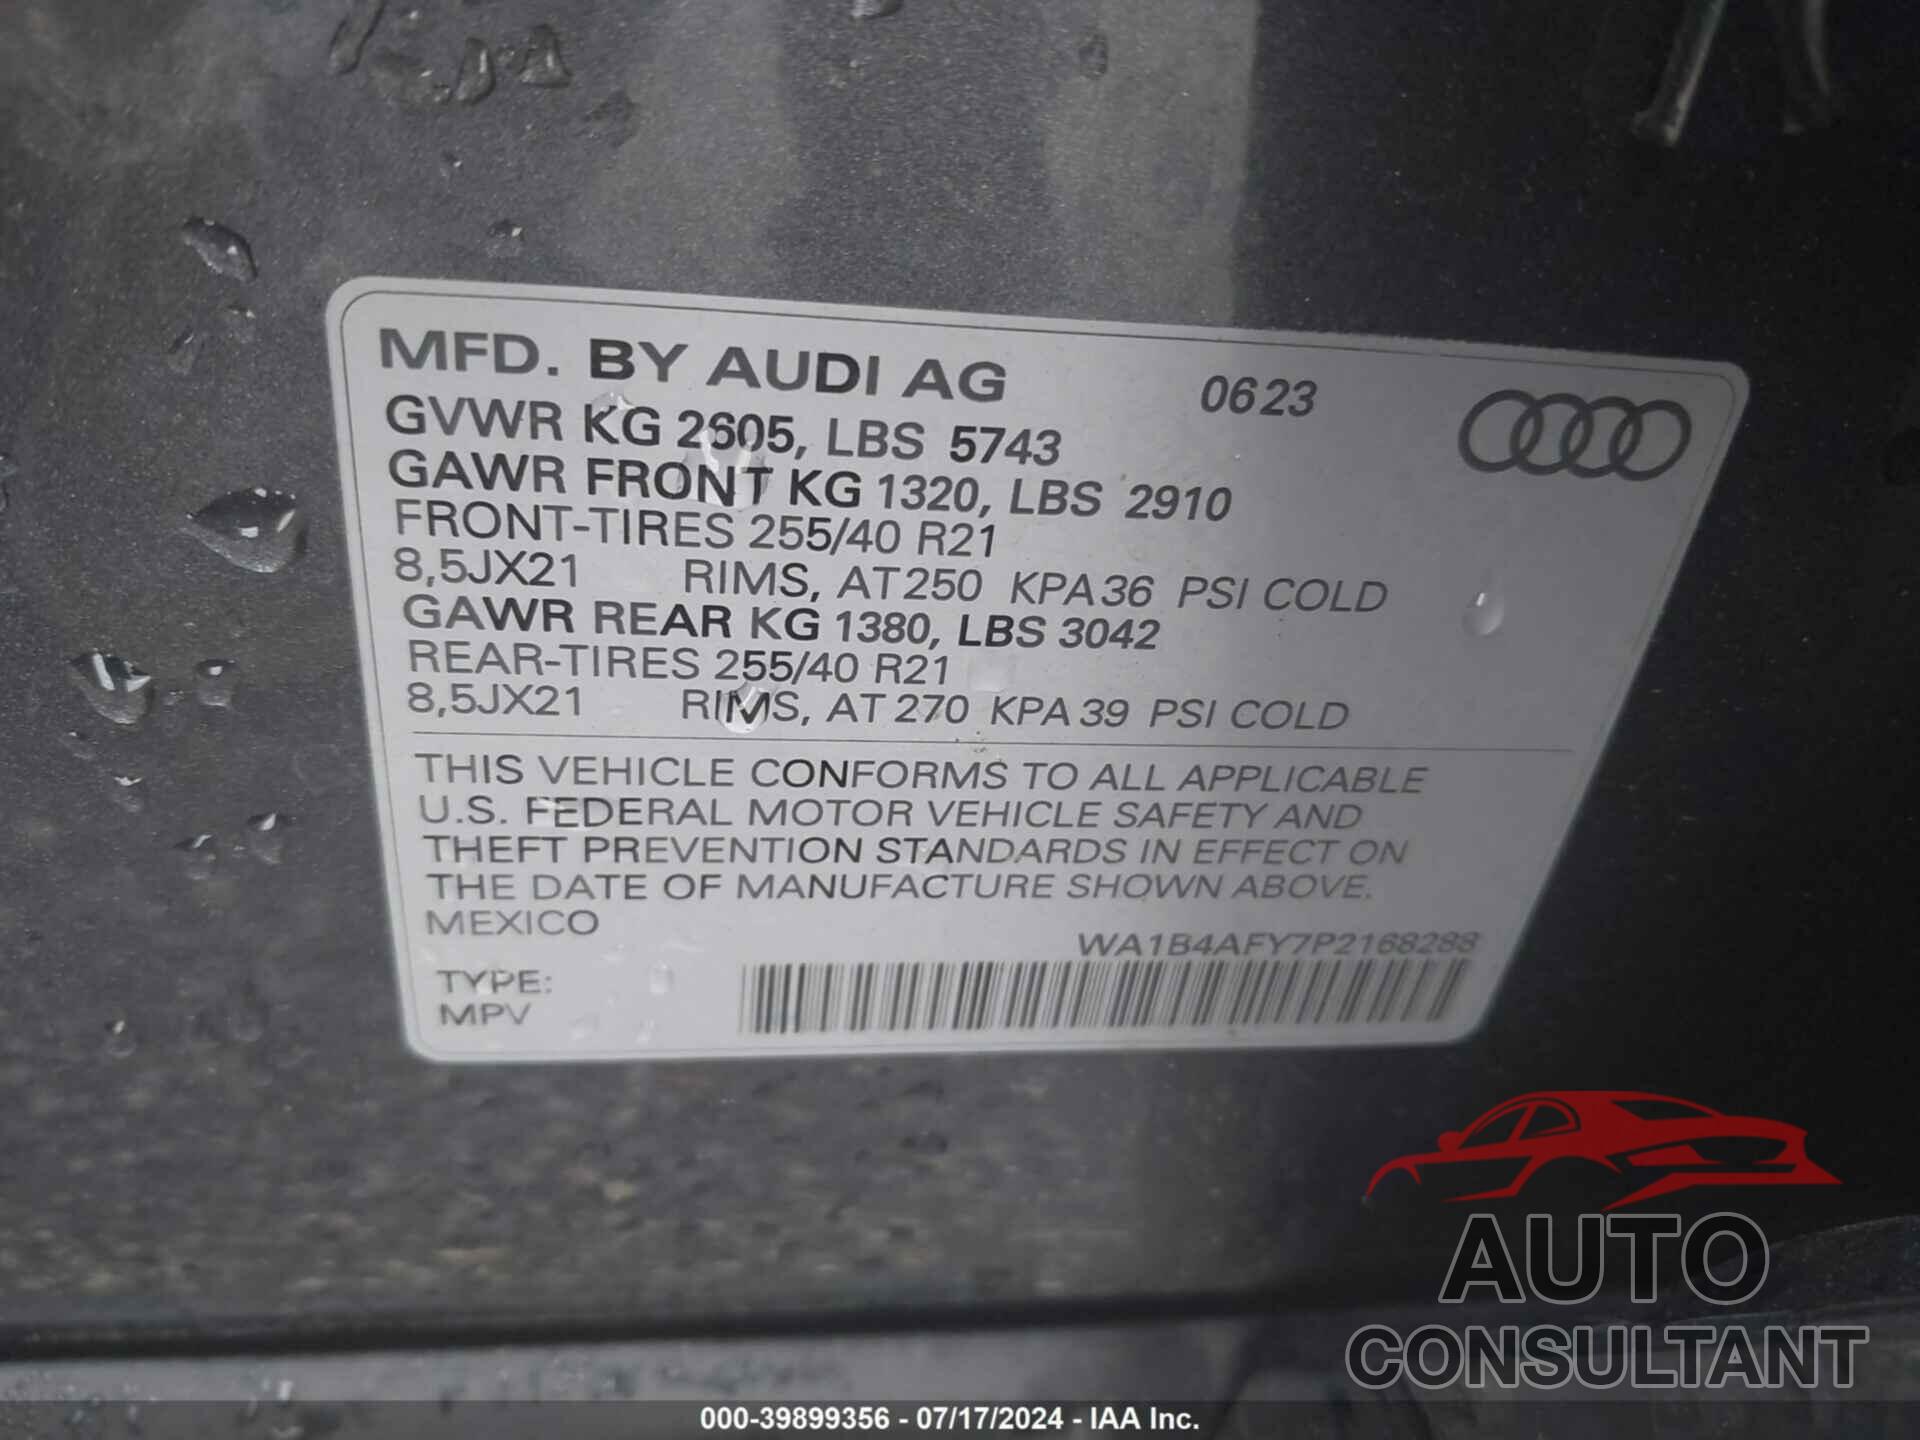 MFD. BY AUDI AG 0623
GVWR KG 2605, LBS 5743
GAWR FRONT KG 1320, LBS 2910
FRONT-TIRES 255/40 R21
8,5JX21 RIMS, AT 250 KPA 36 PSI COLD
GAWR REAR KG 1380, LBS 3042
REAR-TIRES 255/40 R21
8,5JX21 RIMS, AT 270 KPA 39 PSI COLD
THIS VEHICLE CONFORMS TO ALL APPLICABLE
U.S. FEDERAL MOTOR VEHICLE SAFETY AND
THEFT PREVENTION STANDARDS IN EFFECT ON
THE DATE OF MANUFACTURE SHOWN ABOVE.
MEXICO
WA1B4AFY7P2168288
TYPE:
MPV
AUTO
CONSULTANT
000-39899356 - 07/17/2024 - IAA Inc.